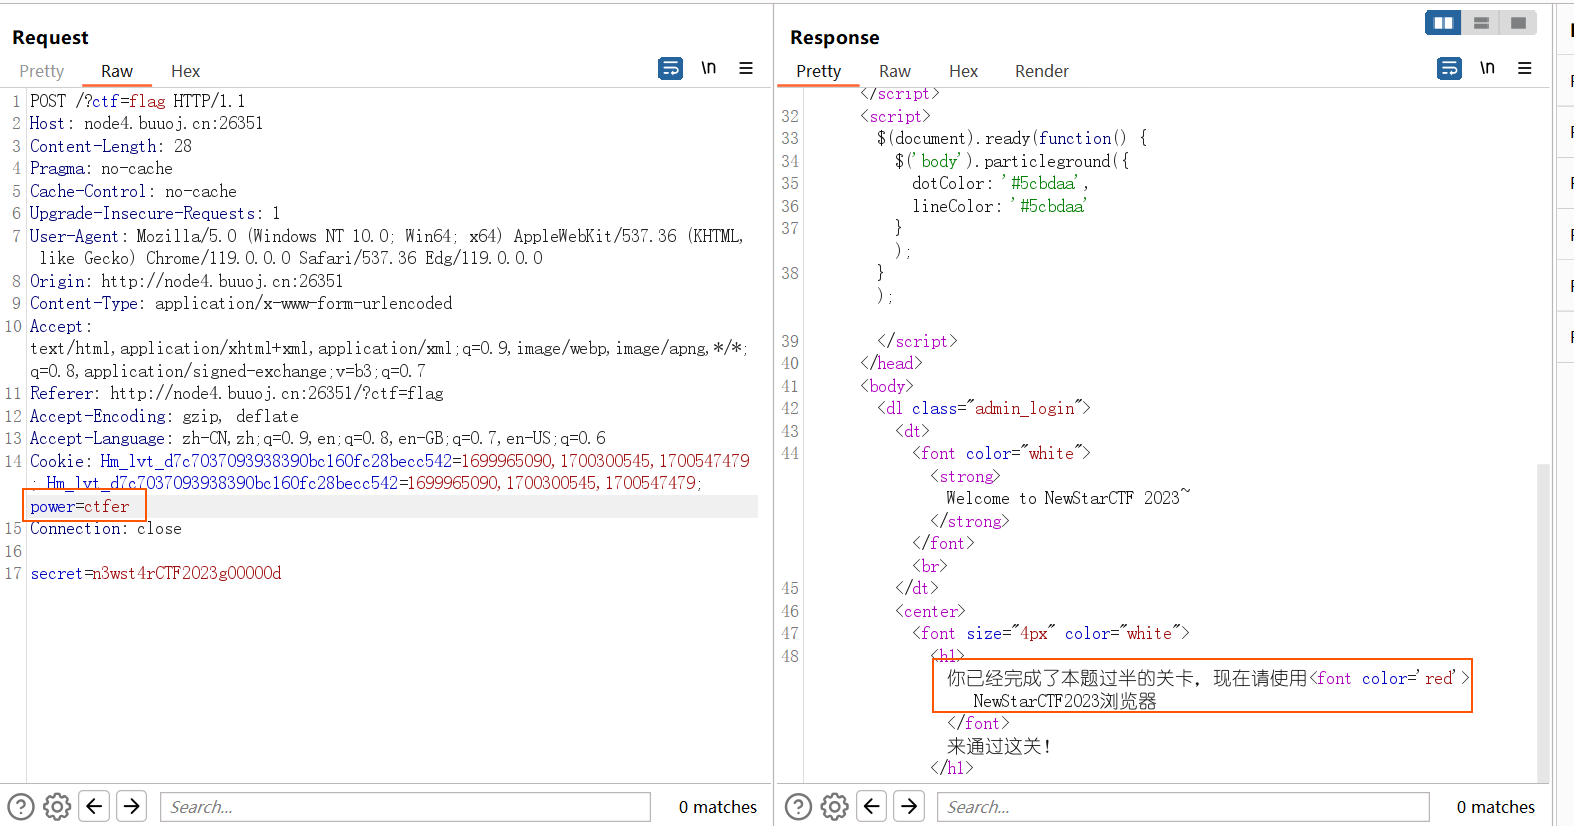 Request
Pretty Raw Hex \n
1 POST /?ctf=flag HTTP/1.1
2 Host: node4.buuoj.cn:26351
3 Content-Length: 28
4 Pragma: no-cache
5 Cache-Control: no-cache
6 Upgrade-Insecure-Requests: 1
7 User-Agent: Mozilla/5.0 (Windows NT 10.0; Win64; x64) AppleWebKit/537.36 (KHTML,
like Gecko) Chrome/119.0.0.0 Safari/537.36 Edg/119.0.0.0
8 Origin: http://node4.buuoj.cn:26351
9 Content-Type: application/x-www-form-urlencoded
10 Accept:
text/html,application/xhtml+xml,application/xml;q=0.9,image/webp,image/apng,*/*;
q=0.8,application/signed-exchange;v=b3;q=0.7
11 Referer: http://node4.buuoj.cn:26351/?ctf=flag
12 Accept-Encoding: gzip, deflate
13 Accept-Language: zh-CN,zh;q=0.9,en;q=0.8,en-GB;q=0.7,en-US;q=0.6
14 Cookie: Hm_lvt_d7c7037093938390bc160fc28becc542=1699965090,1700300545,1700547479
; Hm_lvt_d7c7037093938390bc160fc28becc542=1699965090,1700300545,1700547479;
power=ctfer
15 Connection: close
16
17 secret=n3wst4rCTF2023g00000d
Search...
0 matches
Response
Pretty Raw Hex Render \n
</script>
32 <script>
33 $(document).ready(function() {
34 $('body').particleground({
35 dotColor: '#5cbdaa',
36 lineColor: '#5cbdaa'
37 }
);
38 }
);
39 </script>
40 </head>
41 <body>
42 <dl class="admin_login">
43 <dt>
44 <font color="white">
<strong>
Welcome to NewStarCTF 2023~
</strong>
</font>
<br>
45 </dt>
46 <center>
47 <font size="4px" color="white">
48 <h1>
你已经完成了本题过半的关卡，现在请使用<font color='red'>
NewStarCTF2023浏览器
</font>
来通过这关！
</h1>
Search...
0 matches